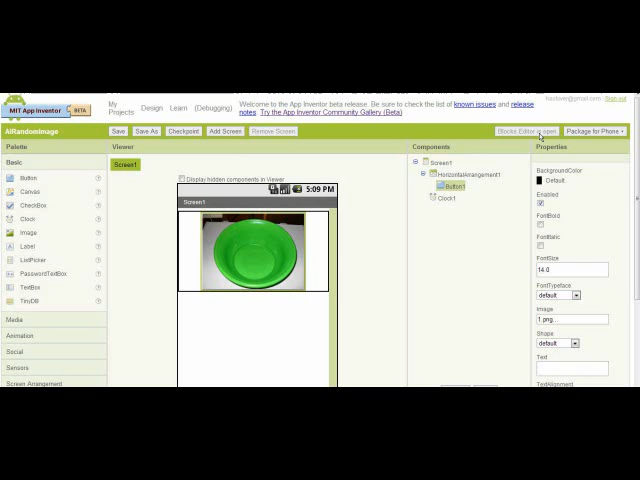 MIT App Inventor BETA
My Projects Design Learn (Debugging)
Welcome to the App Inventor beta release. Be sure to check the list of known issues and release notes. Try the App Inventor Community Gallery (Beta)
Sign out
AIRandomImage
Save Save As Checkpoint Add Screen Remove Screen
Blocks Editor is open Package for Phone
Palette
Basic
Button ?
Canvas ?
CheckBox ?
Clock ?
Image ?
Label ?
ListPicker ?
PasswordTextBox ?
TextBox ?
TinyDB ?
Media
Animation
Social
Sensors
Screen Arrangement
Viewer
Screen1
Display hidden components in Viewer
5:09 PM
Screen1
Components
Screen1
HorizontalArrangement1
Button1
Clock1
Properties
BackgroundColor
Default
Enabled
FontBold
FontItalic
FontSize
14.0
FontTypeface
default
Image
1.png...
Shape
default
Text
TextAlignment